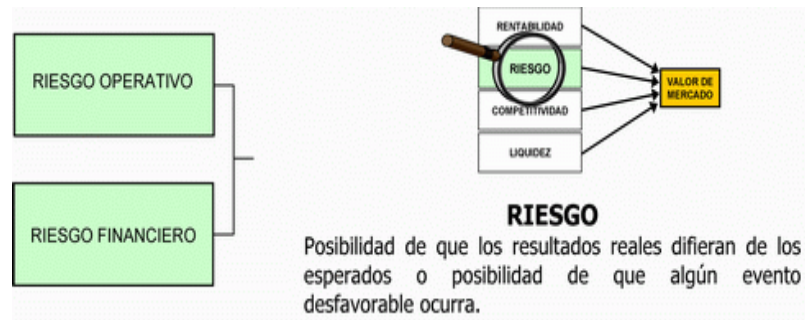 RIESGO OPERATIVO
RIESGO FINANCIERO
RENTABILIDAD
RIESGO
COMPETITIVIDAD
LIQUIDEZ
VALOR DE
MERCADO
RIESGO
Posibilidad de que los resultados reales difieran de los
esperados o posibilidad de que algún evento
desfavorable ocurra.